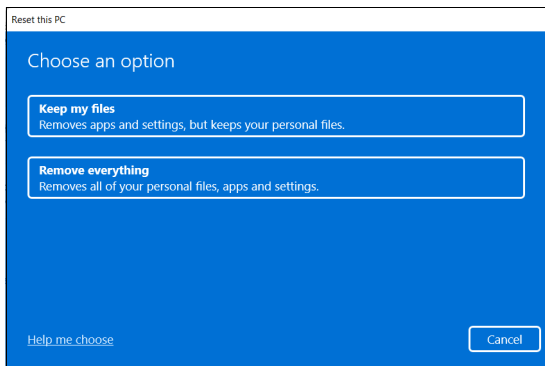 Reset this PC
Choose an option
Keep my files
Removes apps and settings, but keeps your personal files.
Remove everything
Removes all of your personal files, apps and settings.
Help me choose
Cancel